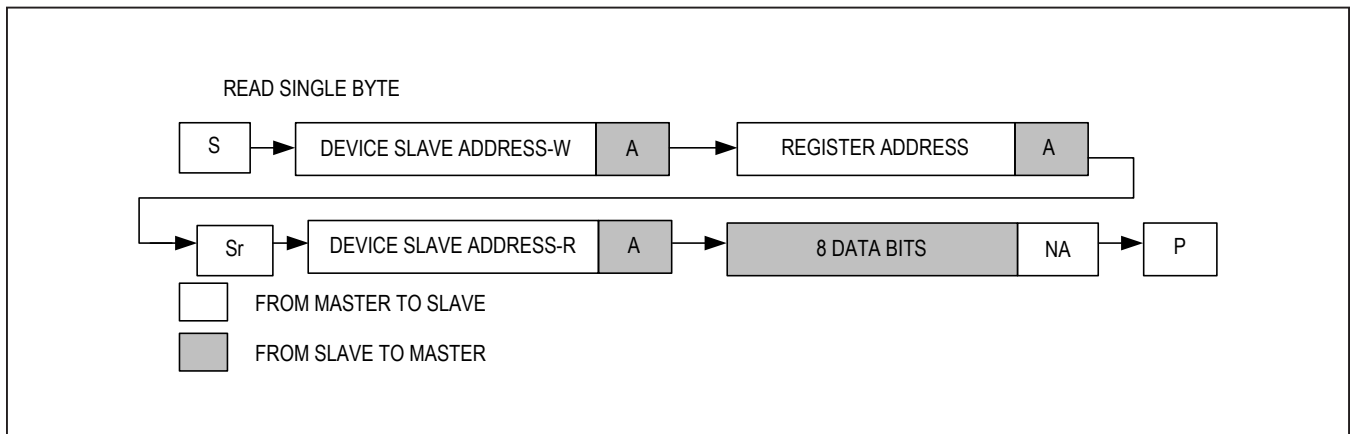 READ SINGLE BYTE
S DEVICE SLAVE ADDRESS-W A REGISTER ADDRESS A
Sr DEVICE SLAVE ADDRESS-R A 8 DATA BITS NA P
FROM MASTER TO SLAVE
FROM SLAVE TO MASTER